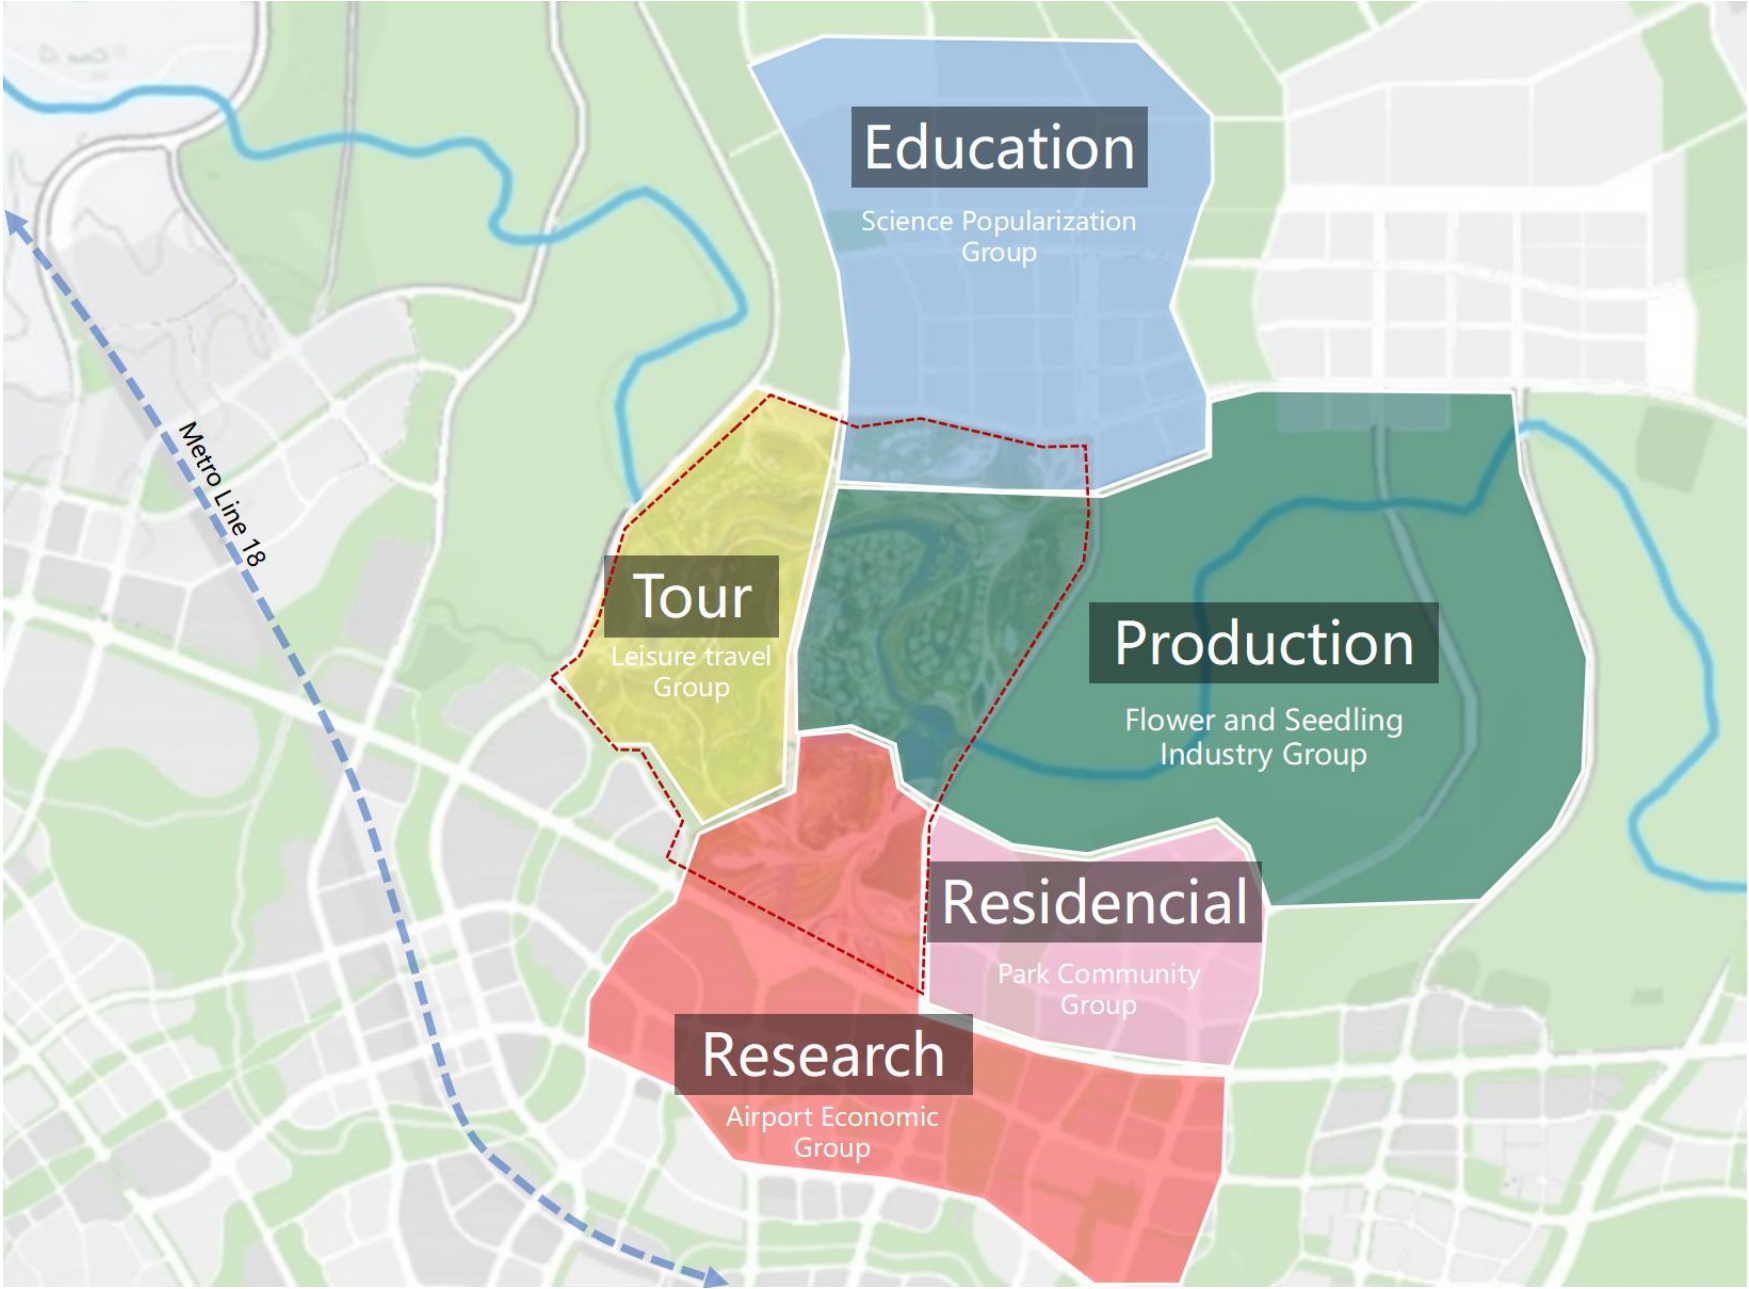 Education
Science Popularization
Group
Metro Line 18
Tour
Leisure travel
Group
Production
Flower and Seedling
Industry Group
Residencial
Park Community
Group
Research
Airport Economic
Group